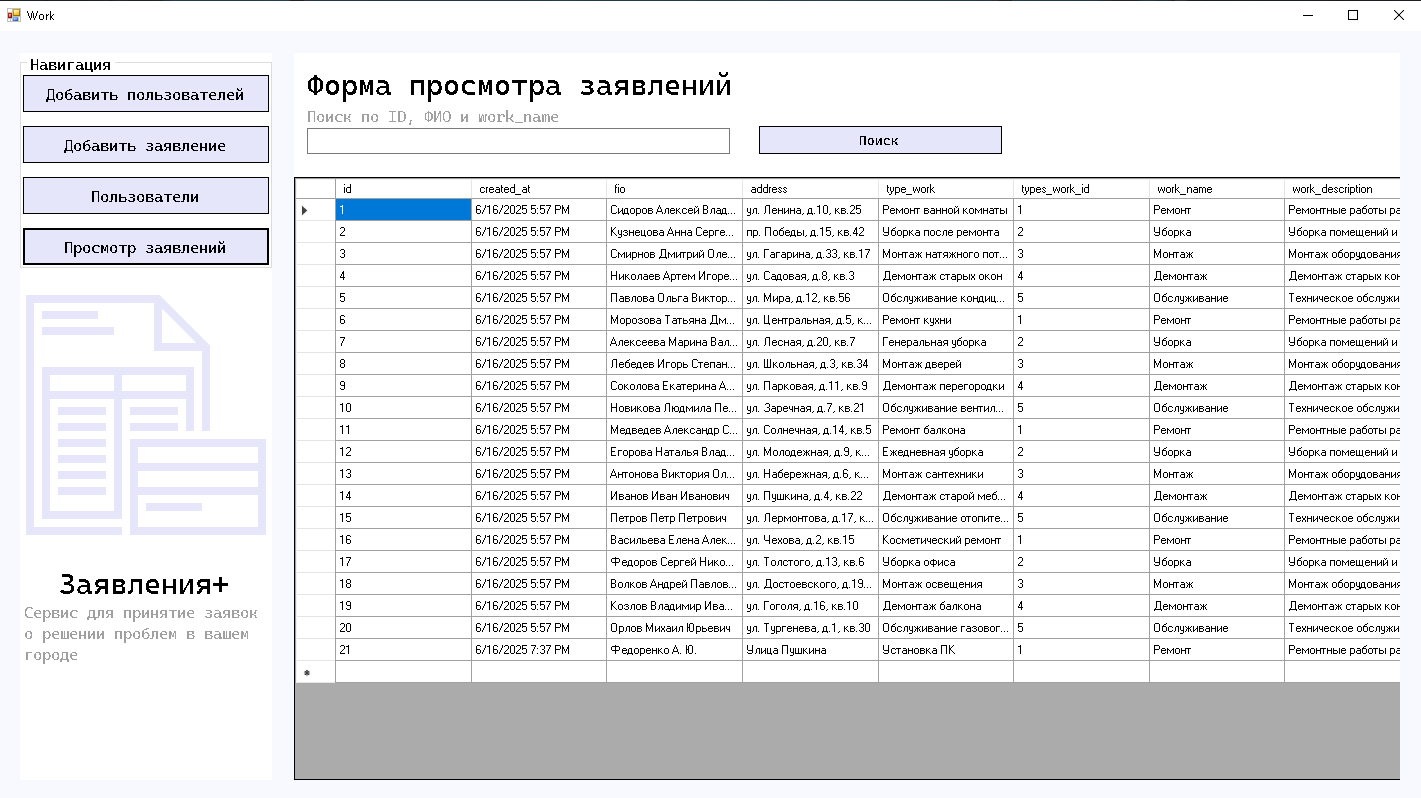 Work
Навигация
Добавить пользователей
Добавить заявление
Пользователи
Просмотр заявлений
Заявления+
Сервис для принятие заявок
о решении проблем в вашем
городе
Форма просмотра заявлений
Поиск по ID, ФИО и work_name
Поиск
id created_at fio address type_work types_work_id work_name work_description
1 6/16/2025 5:57 PM Сидоров Алексей Влад... ул. Ленина, д.10, кв.25 Ремонт ванной комнаты 1 Ремонт Ремонтные работы ра
2 6/16/2025 5:57 PM Кузнецова Анна Серге... пр. Победы, д.15, кв.42 Уборка после ремонта 2 Уборка Уборка помещений и
3 6/16/2025 5:57 PM Смирнов Дмитрий Оле... ул. Гагарина, д.33, кв.17 Монтаж натяжного пот... 3 Монтаж Монтаж оборудования
4 6/16/2025 5:57 PM Николаев Артем Игоре... ул. Садовая, д.8, кв.3 Демонтаж старых окон 4 Демонтаж Демонтаж старых кон
5 6/16/2025 5:57 PM Павлова Ольга Виктор... ул. Мира, д.12, кв.56 Обслуживание кондиц... 5 Обслуживание Техническое обслужи
6 6/16/2025 5:57 PM Морозова Татьяна Дм... ул. Центральная, д.5, к... Ремонт кухни 1 Ремонт Ремонтные работы ра
7 6/16/2025 5:57 PM Алексеева Марина Вал... ул. Лесная, д.20, кв.7 Генеральная уборка 2 Уборка Уборка помещений и
8 6/16/2025 5:57 PM Лебедев Игорь Степан... ул. Школьная, д.3, кв.34 Монтаж дверей 3 Монтаж Монтаж оборудования
9 6/16/2025 5:57 PM Соколова Екатерина А... ул. Парковая, д.11, кв.9 Демонтаж перегородки 4 Демонтаж Демонтаж старых кон
10 6/16/2025 5:57 PM Новикова Людмила Пе... ул. Заречная, д.7, кв.21 Обслуживание вентил... 5 Обслуживание Техническое обслужи
11 6/16/2025 5:57 PM Медведев Александр С... ул. Солнечная, д.14, кв.5 Ремонт балкона 1 Ремонт Ремонтные работы ра
12 6/16/2025 5:57 PM Егорова Наталья Влад... ул. Молодежная, д.9, к... Ежедневная уборка 2 Уборка Уборка помещений и
13 6/16/2025 5:57 PM Антонова Виктория Ол... ул. Набережная, д.6, к... Монтаж сантехники 3 Монтаж Монтаж оборудования
14 6/16/2025 5:57 PM Иванов Иван Иванович ул. Пушкина, д.4, кв.22 Демонтаж старой меб... 4 Демонтаж Демонтаж старых кон
15 6/16/2025 5:57 PM Петров Петр Петрович ул. Лермонтова, д.17, к... Обслуживание отопите... 5 Обслуживание Техническое обслужи
16 6/16/2025 5:57 PM Васильева Елена Алек... ул. Чехова, д.2, кв.15 Косметический ремонт 1 Ремонт Ремонтные работы ра
17 6/16/2025 5:57 PM Федоров Сергей Нико... ул. Толстого, д.13, кв.6 Уборка офиса 2 Уборка Уборка помещений и
18 6/16/2025 5:57 PM Волков Андрей Павлов... ул. Достоевского, д.19... Монтаж освещения 3 Монтаж Монтаж оборудования
19 6/16/2025 5:57 PM Козлов Владимир Ива... ул. Гоголя, д.16, кв.10 Демонтаж балкона 4 Демонтаж Демонтаж старых кон
20 6/16/2025 5:57 PM Орлов Михаил Юрьевич ул. Тургенева, д.1, кв.30 Обслуживание газовог... 5 Обслуживание Техническое обслужи
21 6/16/2025 7:37 PM Федоренко А. Ю. Улица Пушкина Установка ПК 1 Ремонт Ремонтные работы ра